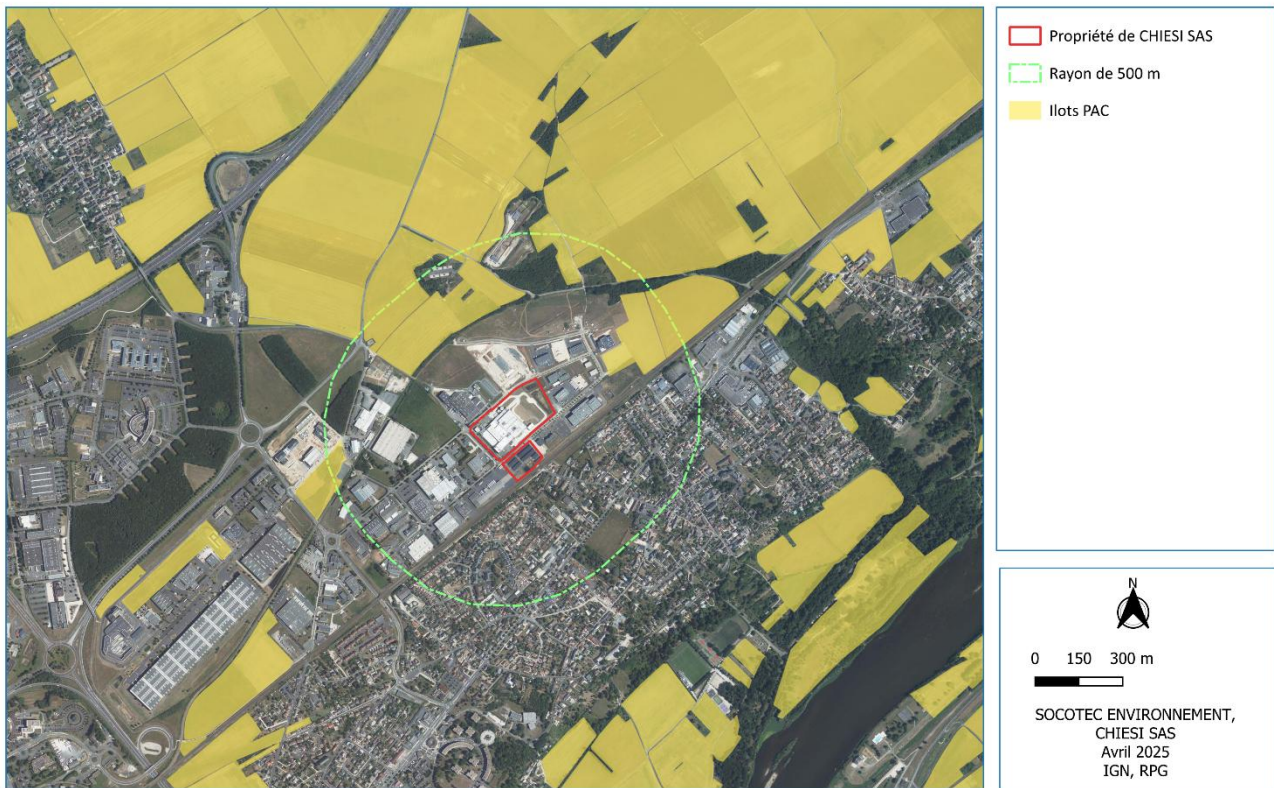 Propriété de CHIESI SAS
Rayon de 500 m
Ilots PAC
N
0 150 300 m
SOCOTEC ENVIRONNEMENT,
CHIESI SAS
Avril 2025
IGN, RPG